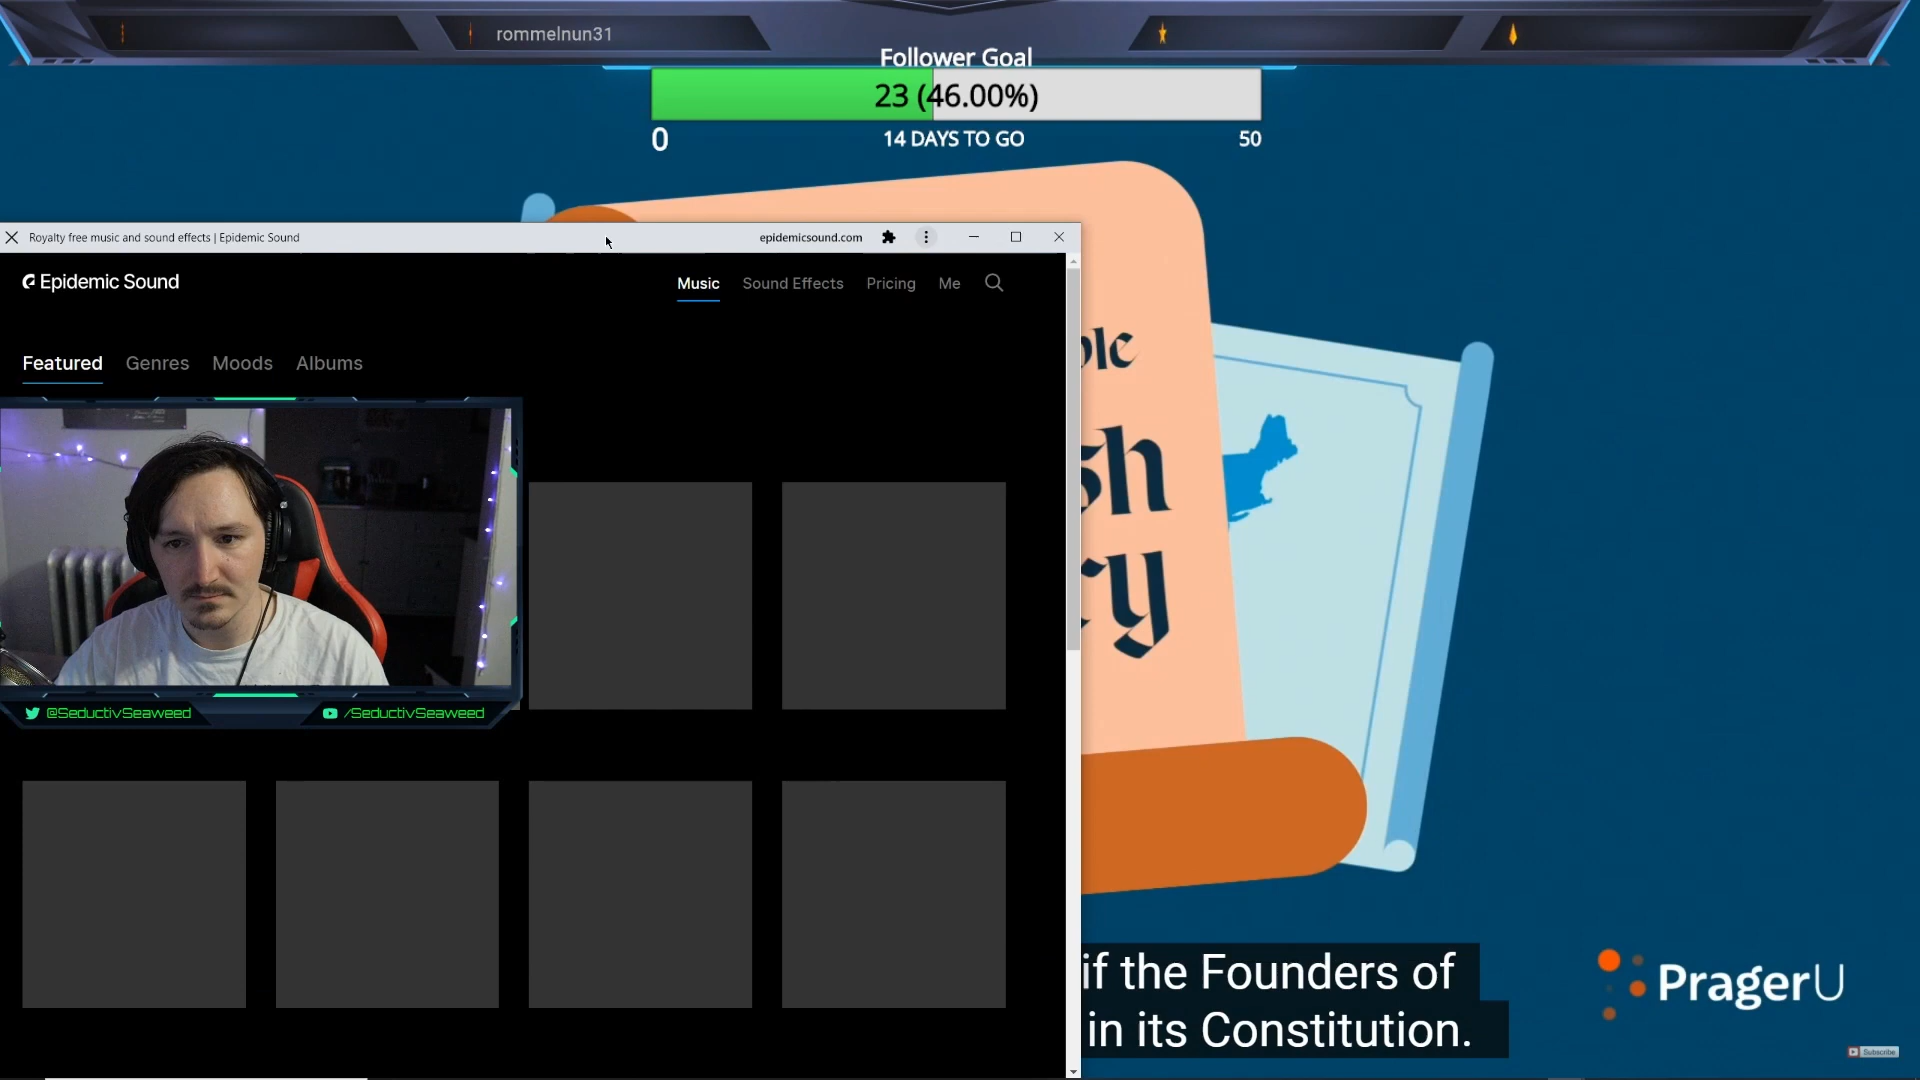 rommelnun31
Follower Goal
23 (46.00%)
0
14 DAYS TO GO
50
Royalty free music and sound effects | Epidemic Sound
epidemicsound.com
Epidemic Sound
Music
Sound Effects
Pricing
Me
Featured
Genres
Moods
Albums
@SeductivSeaweed
/SeductivSeaweed
if the Founders of
in its Constitution.
PragerU
Subscribe